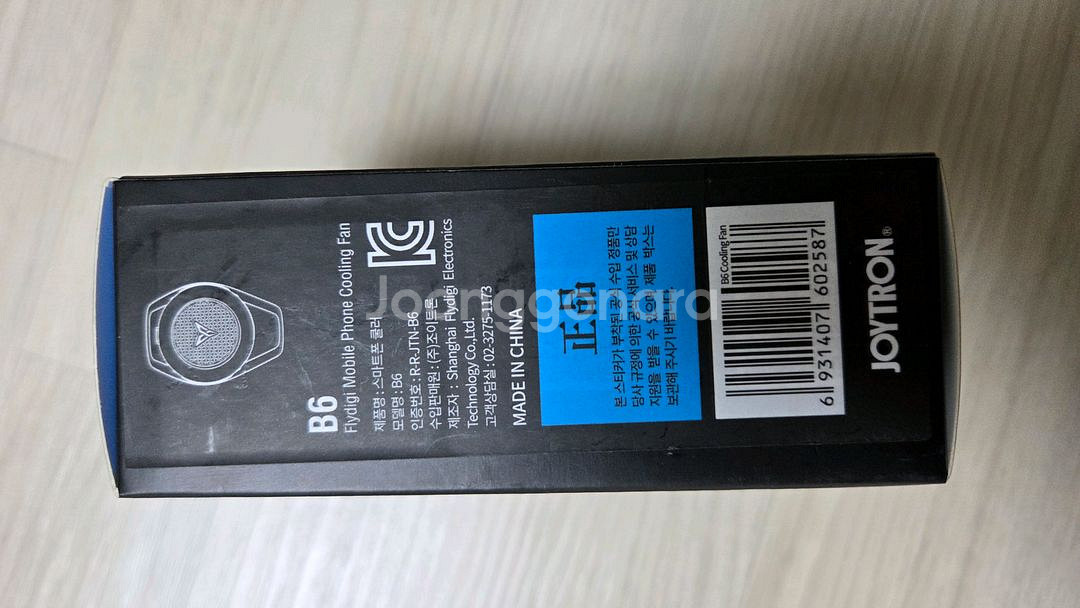 B6
Flydigi Mobile Phone Cooling Fan
제품명 : 스마트폰 쿨러
모델명 : B6
인증번호 : R-R-JTN-B6
수입판매원 : (주)조이트론
제조자 : Shanghai Flydigi Electronics
Technology Co.,Ltd.
고객상담실 : 02-3275-1173
MADE IN CHINA
正品
본 스티커가 부착된 공식 수입 정품만
당사 규정에 의한 공식 서비스 및 상담
지원을 받을 수 있으며 제품 박스는
보관해 주시기 바랍니다.
B6 Cooling Fan
6 931407 602587
JOYTRON®
Joonggonara